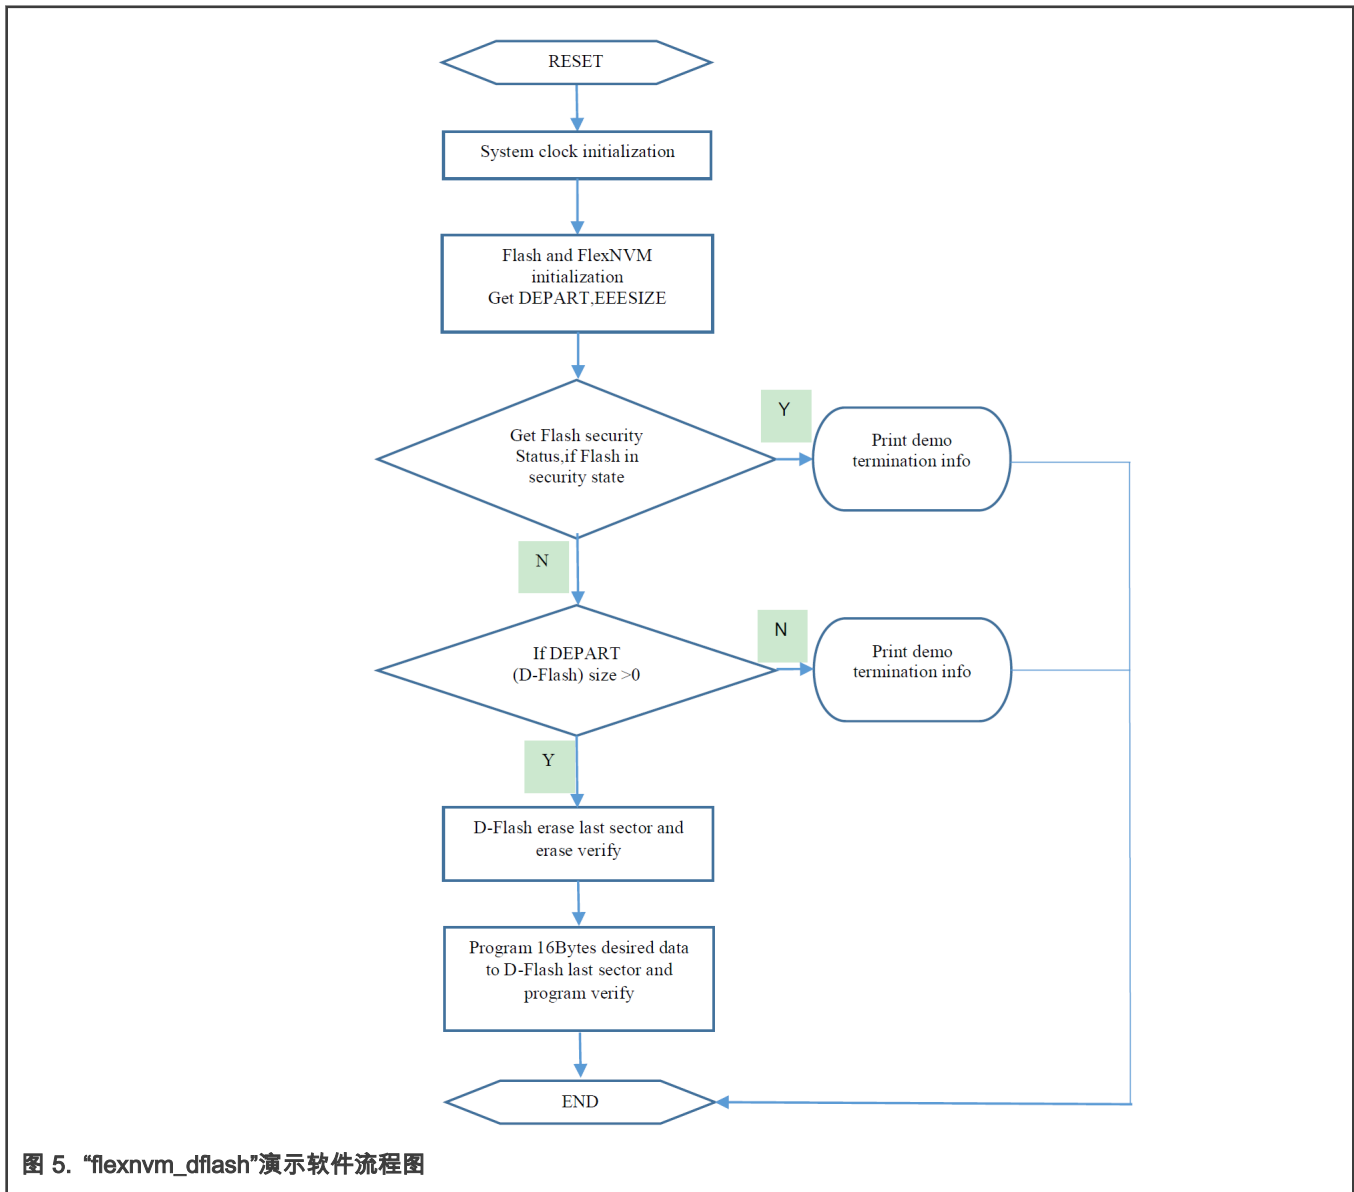 RESET
System clock initialization
Flash and FlexNVM
initialization
Get DEPART,EEESIZE
Get Flash security
Status,if Flash in
security state
Y
Print demo
termination info
N
If DEPART
(D-Flash) size >0
N
Print demo
termination info
Y
D-Flash erase last sector and
erase verify
Program 16Bytes desired data
to D-Flash last sector and
program verify
END
图 5. “flexnvm_dflash”演示软件流程图